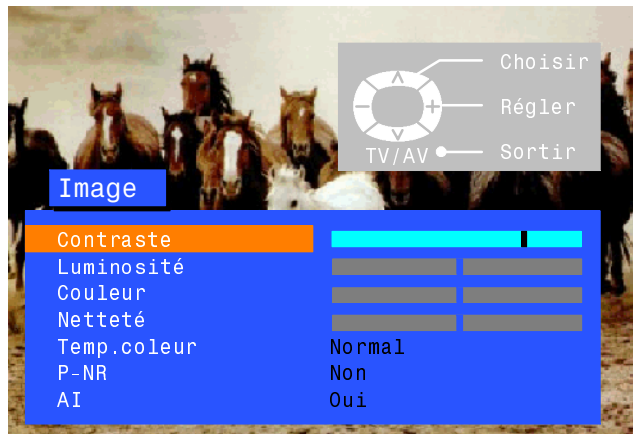 Choisir
Régler
TV/AV Sortir
Image
Contraste
Luminosité
Couleur
Netteté
Temp.coleur Normal
P-NR Non
AI Oui